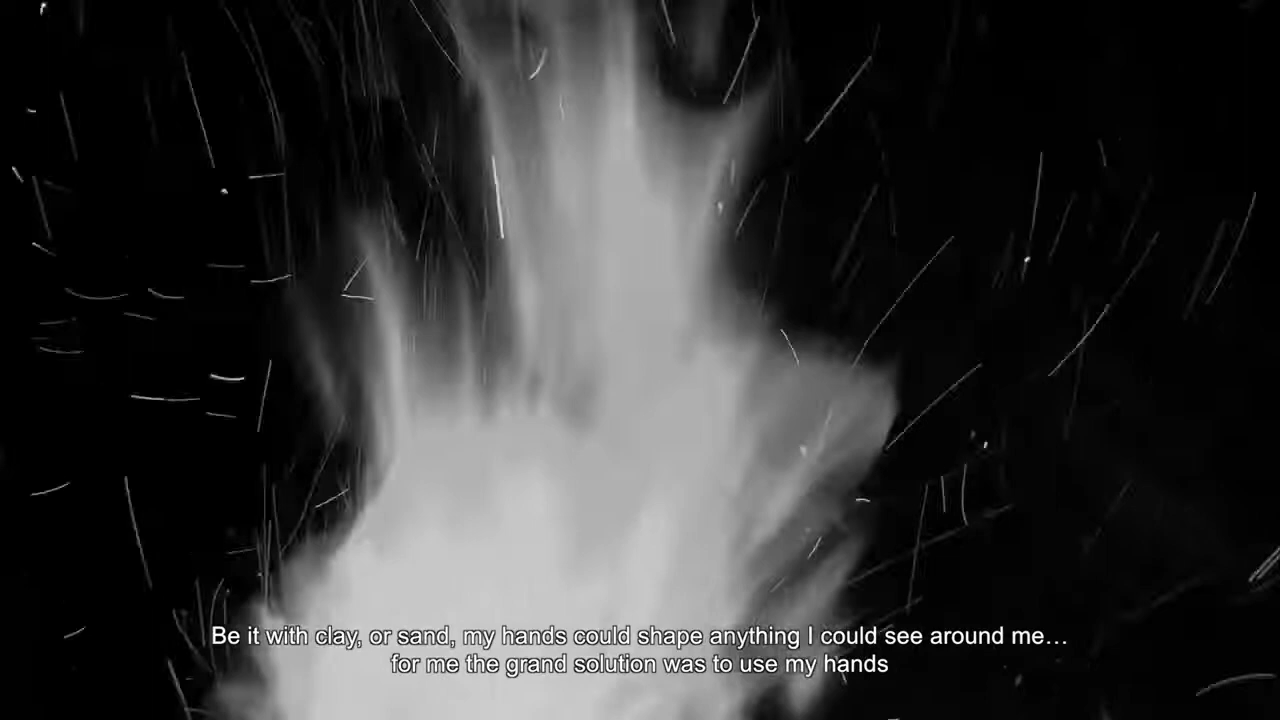 Be it with clay, or sand, my hands could shape anything I could see around me…
for me the grand solution was to use my hands